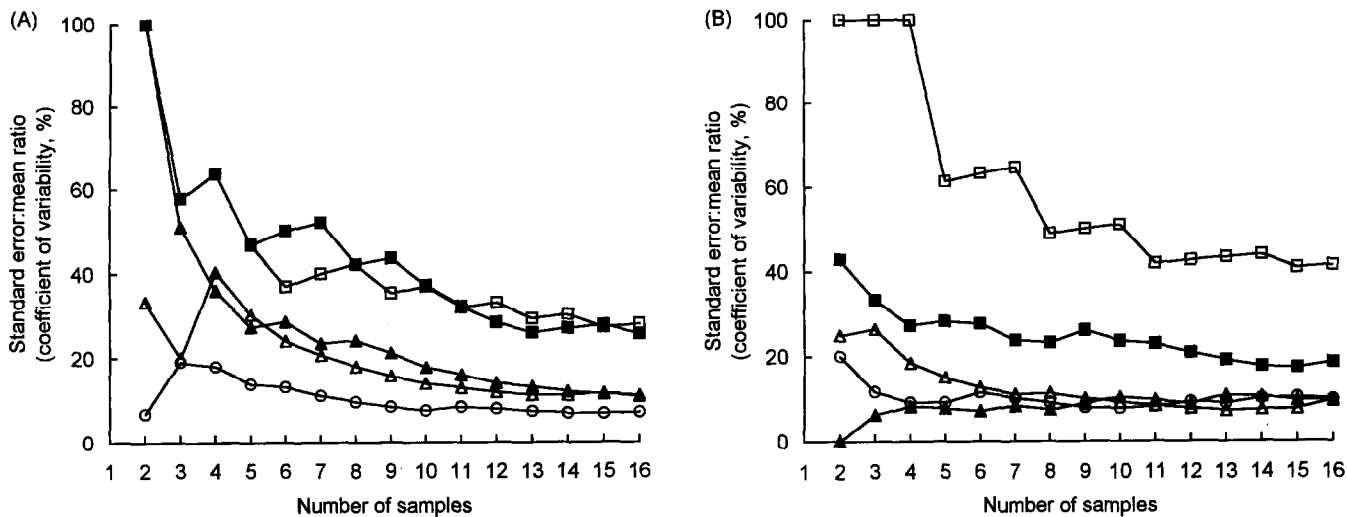 (A)
Standard error:mean ratio
(coefficient of variability, %)
100
80
60
40
20
0
1 2 3 4 5 6 7 8 9 10 11 12 13 14 15 16
Number of samples
(B)
Standard error:mean ratio
(coefficient of variability, %)
100
80
60
40
20
0
1 2 3 4 5 6 7 8 9 10 11 12 13 14 15 16
Number of samples